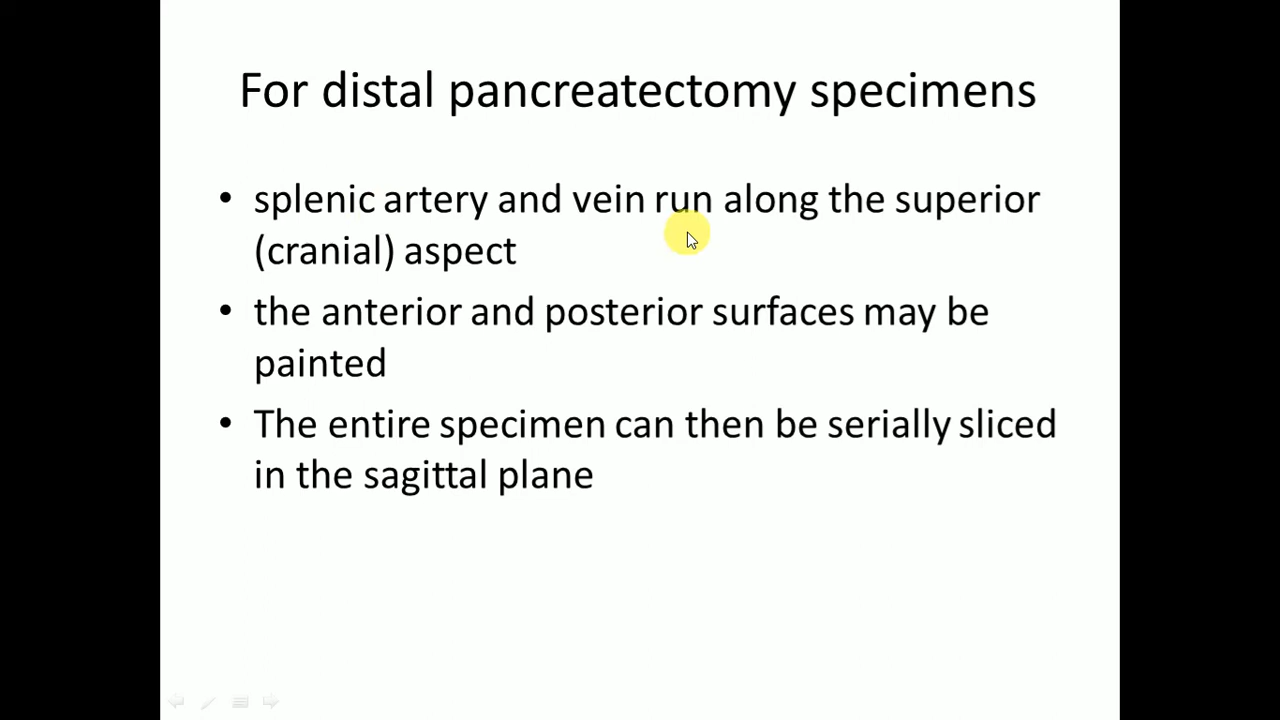 For distal pancreatectomy specimens
• splenic artery and vein run along the superior
(cranial) aspect
• the anterior and posterior surfaces may be
painted
• The entire specimen can then be serially sliced
in the sagittal plane